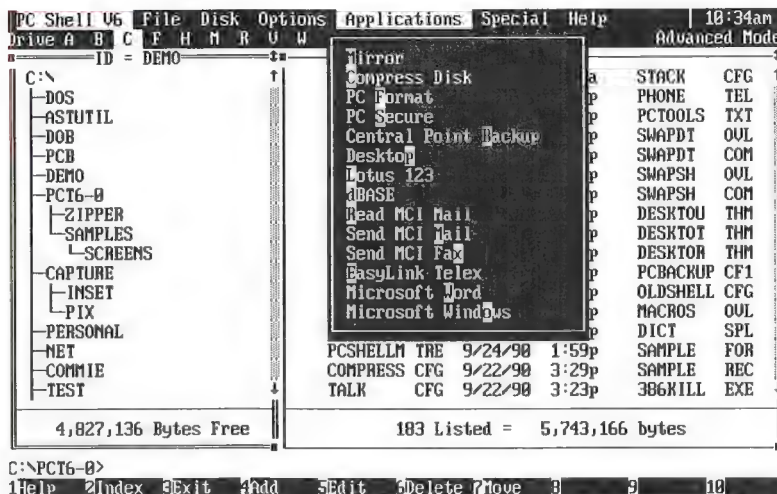 PC Shell V6 File Disk Options Applications Special Help 10:34am
Drive A B C F H M R U W Advanced Mode
ID = DEMO
C:\
DOS
ASTUTIL
DOB
PCB
DEMO
PCT6-0
ZIPPER
SAMPLES
SCREENS
CAPTURE
INSET
PIX
PERSONAL
NET
COMMIE
TEST
Mirror
Compress Disk
PC Format
PC Secure
Central Point Backup
Desktop
Lotus 123
dBASE
Read MCI Mail
Send MCI Mail
Send MCI Fax
EasyLink Telex
Microsoft Word
Microsoft Windows
a STACK CFG
p PHONE TEL
p PCTOOLS TXT
p SWAPDT OVL
p SWAPDT COM
p SWAPSH OVL
p SWAPSH COM
p DESKTOU THM
p DESKTOT THM
p DESKTOR THM
p PCBACKUP CF1
p OLDSHELL CFG
p MACROS OVL
p DICT SPL
PCSHELLM TRE 9/24/90 1:59p SAMPLE FOR
COMPRESS CFG 9/22/90 3:29p SAMPLE REC
TALK CFG 9/22/90 3:23p 386KILL EXE
4,827,136 Bytes Free
183 Listed = 5,743,166 bytes
C:\PCT6-0>
1Help 2Index 3Exit 4Add 5Edit 6Delete 7Move 8 9 10